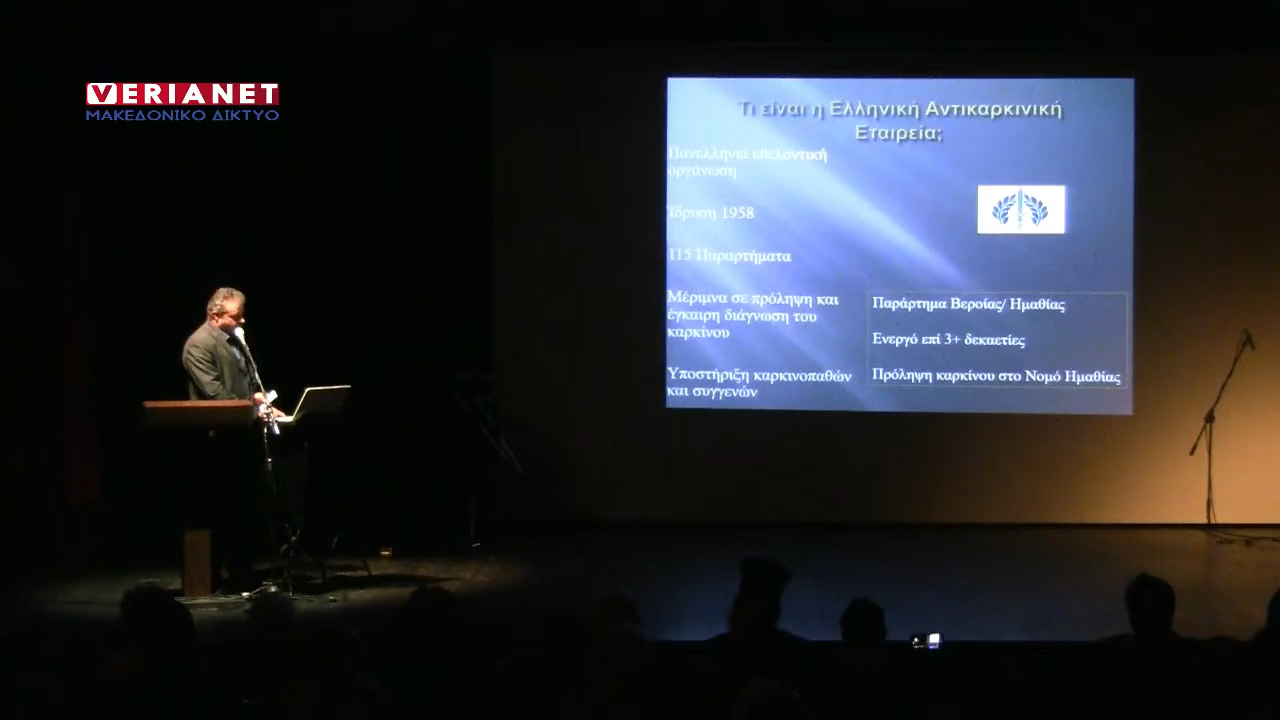 VERIANET
ΜΑΚΕΔΟΝΙΚΟ ΔΙΚΤΥΟ
Τι είναι η Ελληνική Αντικαρκινική
Εταιρεία;
Πανελλήνια εθελοντική
οργάνωση
Ίδρυση 1958
115 Παραρτήματα
Μέριμνα σε πρόληψη και
έγκαιρη διάγνωση του
καρκίνου
Υποστήριξη καρκινοπαθών
και συγγενών
Παράρτημα Βεροίας/ Ημαθίας
Ενεργό επί 3+ δεκαετίες
Πρόληψη καρκίνου στο Νομό Ημαθίας